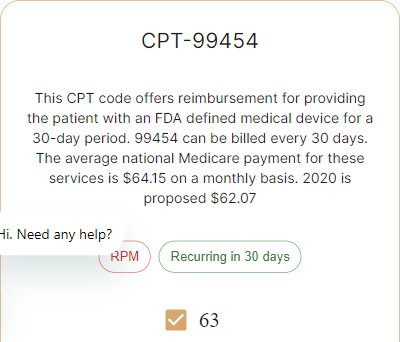 CPT-99454
This CPT code offers reimbursement for providing
the patient with an FDA defined medical device for a
30-day period. 99454 can be billed every 30 days.
The average national Medicare payment for these
services is $64.15 on a monthly basis. 2020 is
proposed $62.07
Hi. Need any help?
RPM
Recurring in 30 days
63